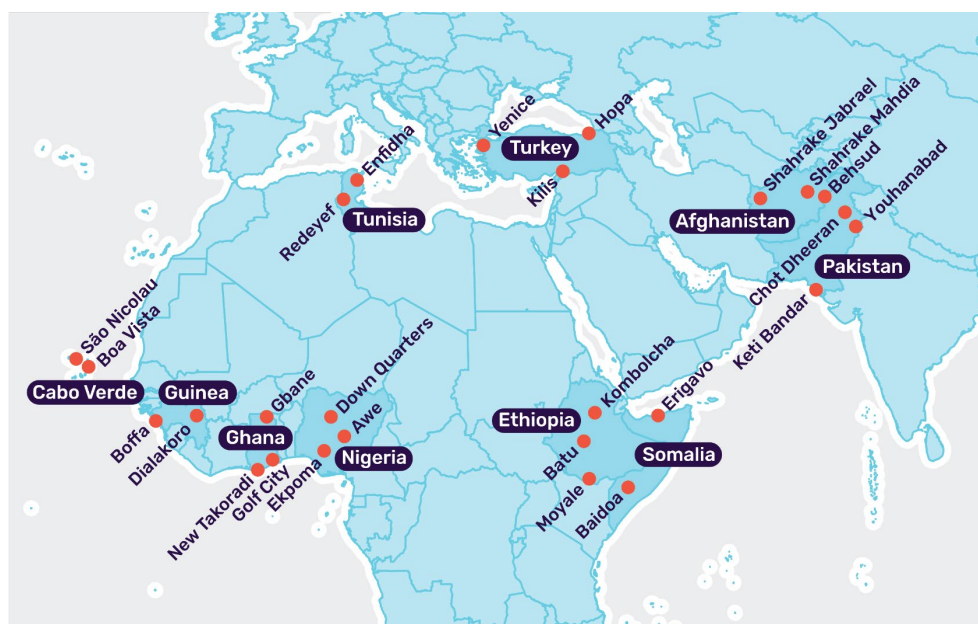 Yenice
Hopa
Turkey
Kilis
Enfidha
Redeyef
Tunisia
Shahrake Jabrael
Shahrake Mahdia
Behsud
Youhanabad
Afghanistan
Chot Dheeran
Pakistan
Keti Bandar
São Nicolau
Boa Vista
Cabo Verde
Guinea
Boffa
Dialakoro
Gbane
Ghana
New Takoradi
Golf City
Down Quarters
Awe
Ekpoma
Nigeria
Kombolcha
Ethiopia
Batu
Moyale
Erigavo
Somalia
Baidoa